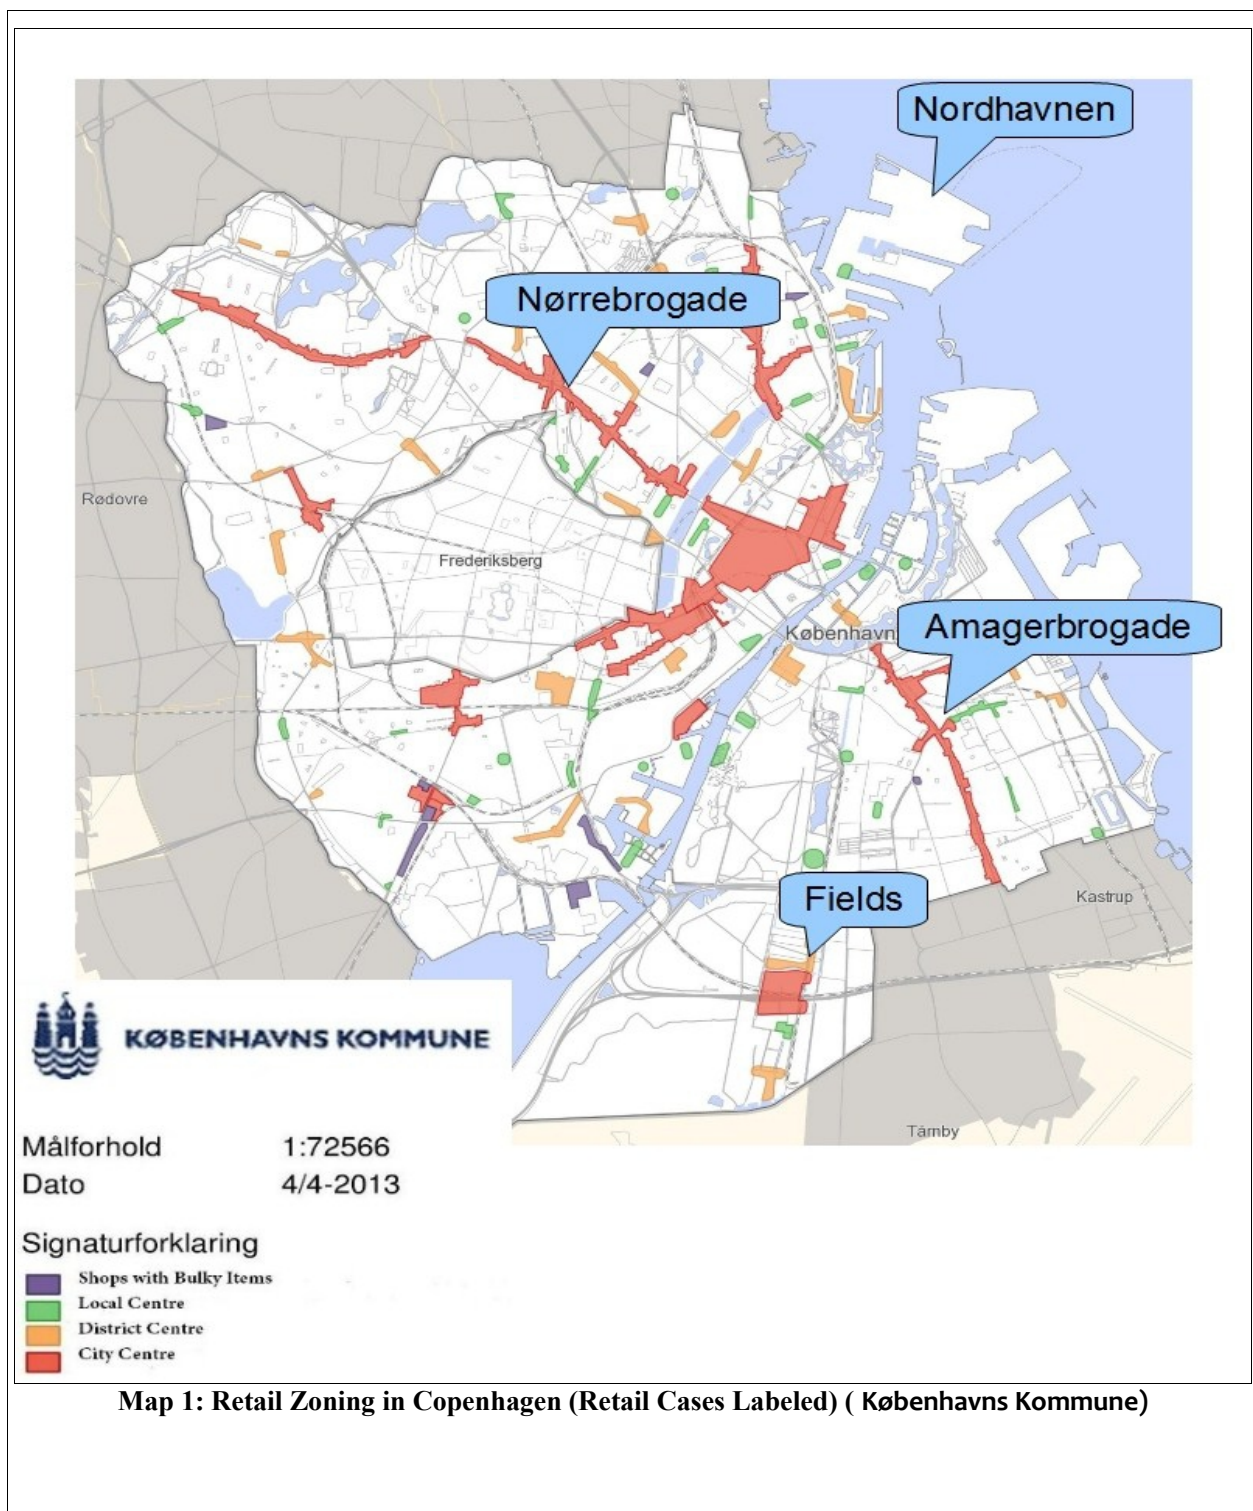 Nordhavnen
Nørrebrogade
Rødovre
Frederiksberg
København
Amagerbrogade
Fields
Kastrup
Tårnby
KØBENHAVNS KOMMUNE
Målforhold 1:72566
Dato 4/4-2013
Signaturforklaring
Shops with Bulky Items
Local Centre
District Centre
City Centre
Map 1: Retail Zoning in Copenhagen (Retail Cases Labeled) ( Københavns Kommune)